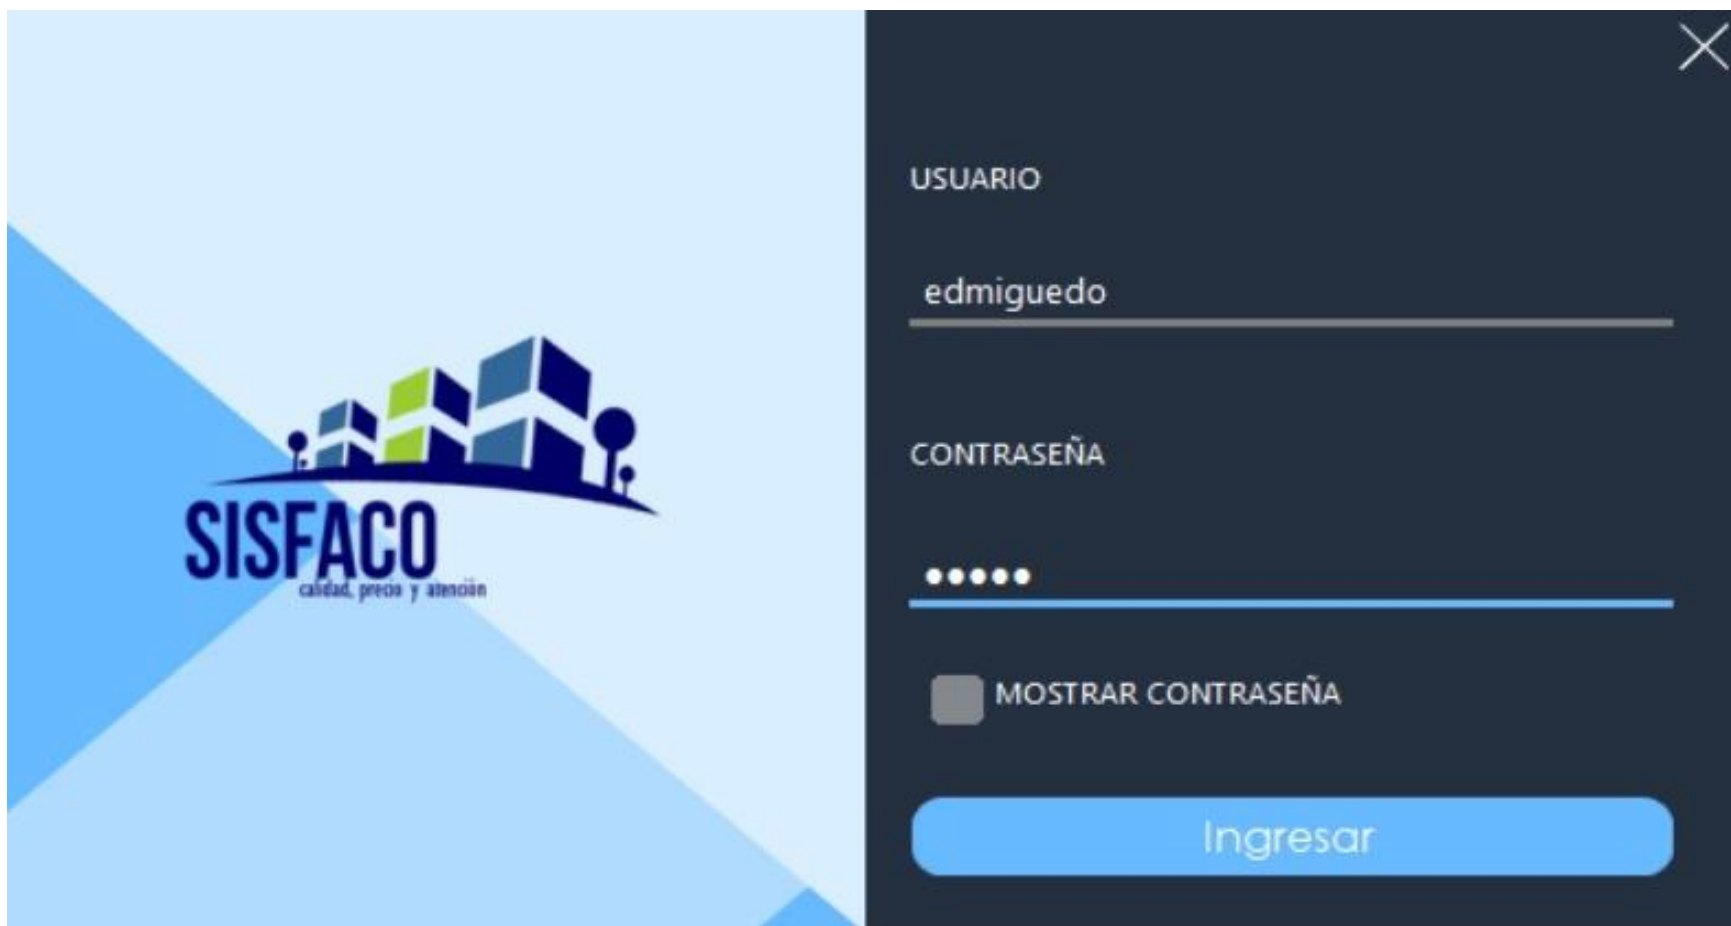 SISFACO
calidad, precio y atención
USUARIO
edmiguedo
CONTRASEÑA
•••••
MOSTRAR CONTRASEÑA
Ingresar